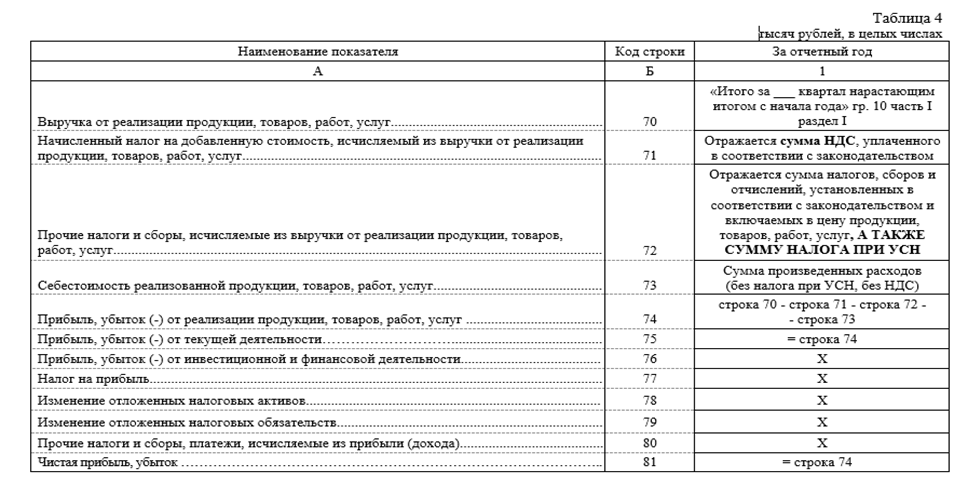 Таблица 4
тысяч рублей, в целых числах
Наименование показателя Код строки За отчетный год
А Б 1
«Итого за ___ квартал нарастающим
итогом с начала года» гр. 10 часть I
раздел I
Выручка от реализации продукции, товаров, работ, услуг 70
Начисленный налог на добавленную стоимость, исчисляемый из выручки от реализации
продукции, товаров, работ, услуг 71
Отражается сумма НДС, уплаченного
в соответствии с законодательством
Отражается сумма налогов, сборов и
отчислений, установленных в
соответствии с законодательством и
включаемых в цену продукции,
товаров, работ, услуг, А ТАКЖЕ
СУММУ НАЛОГА ПРИ УСН
Прочие налоги и сборы, исчисляемые из выручки от реализации продукции, товаров,
работ, услуг 72
Себестоимость реализованной продукции, товаров, работ, услуг 73
Сумма произведенных расходов
(без налога при УСН, без НДС)
Прибыль, убыток (-) от реализации продукции, товаров, работ, услуг 74
строка 70 - строка 71 - строка 72 -
- строка 73
Прибыль, убыток (-) от текущей деятельности 75 = строка 74
Прибыль, убыток (-) от инвестиционной и финансовой деятельности 76 Х
Налог на прибыль 77 Х
Изменение отложенных налоговых активов 78 Х
Изменение отложенных налоговых обязательств 79 Х
Прочие налоги и сборы, платежи, исчисляемые из прибыли (дохода) 80 Х
Чистая прибыль, убыток 81 = строка 74